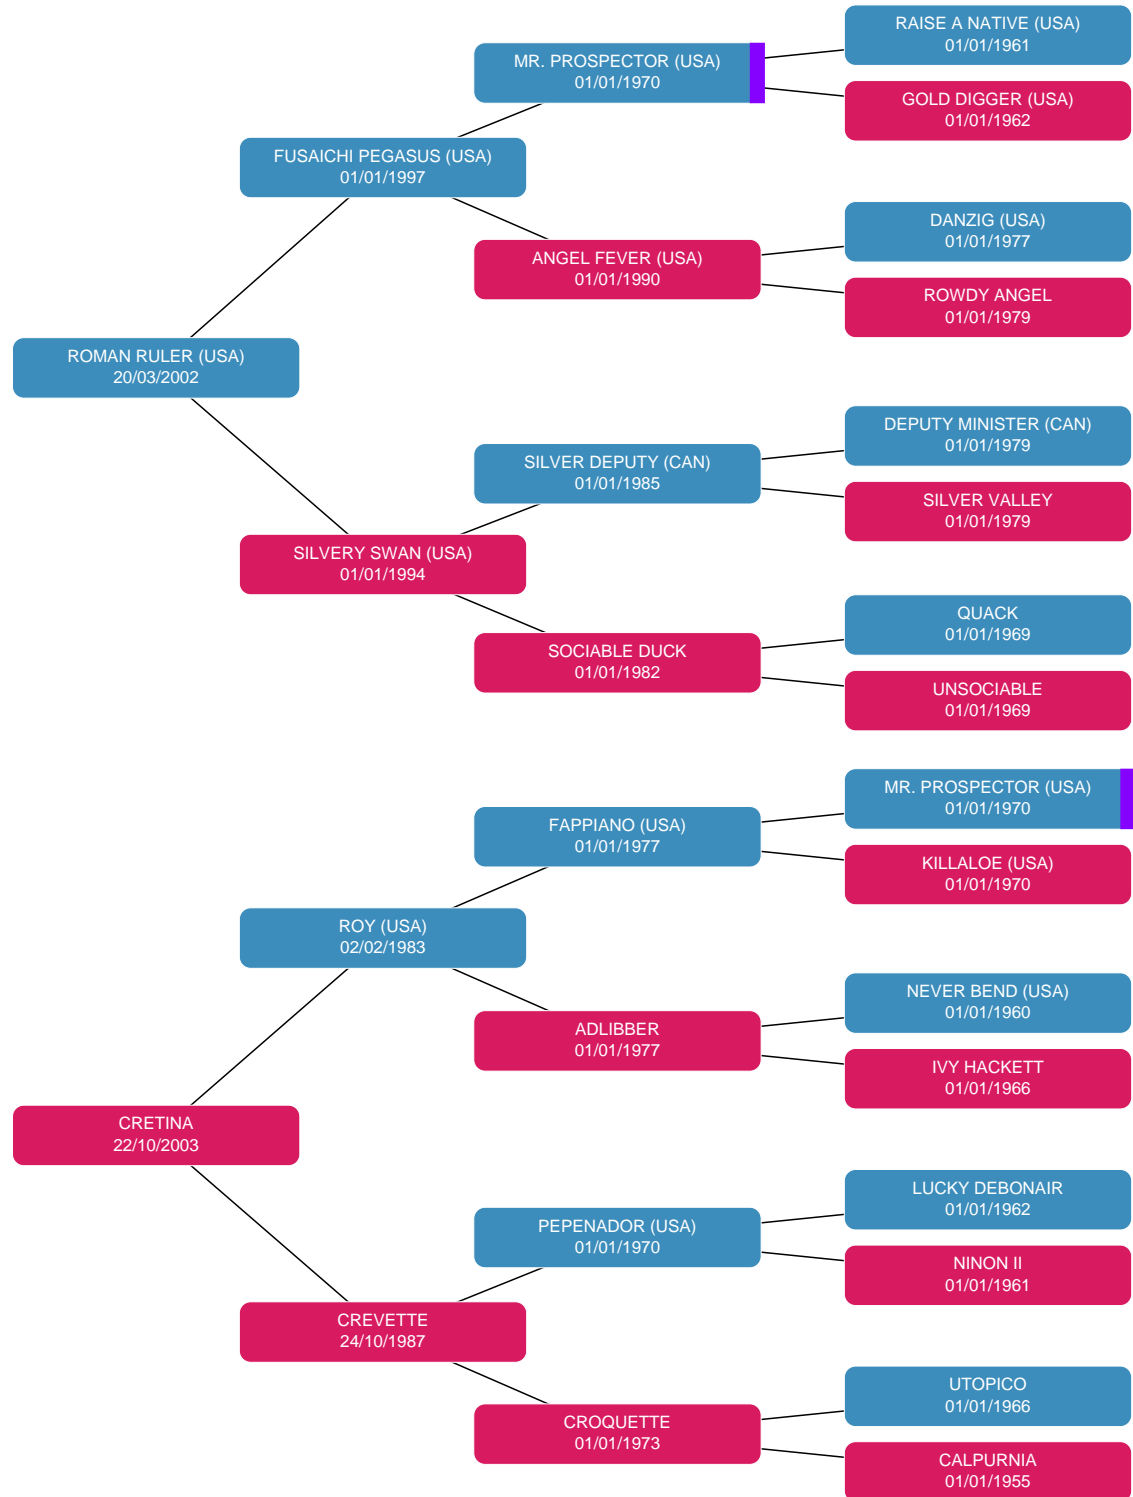 RAISE A NATIVE (USA)
01/01/1961
MR. PROSPECTOR (USA)
01/01/1970
GOLD DIGGER (USA)
01/01/1962
FUSAICHI PEGASUS (USA)
01/01/1997
DANZIG (USA)
01/01/1977
ANGEL FEVER (USA)
01/01/1990
ROWDY ANGEL
01/01/1979
ROMAN RULER (USA)
20/03/2002
DEPUTY MINISTER (CAN)
01/01/1979
SILVER DEPUTY (CAN)
01/01/1985
SILVER VALLEY
01/01/1979
SILVERY SWAN (USA)
01/01/1994
QUACK
01/01/1969
SOCIABLE DUCK
01/01/1982
UNSOCIABLE
01/01/1969
MR. PROSPECTOR (USA)
01/01/1970
FAPPIANO (USA)
01/01/1977
KILLALOE (USA)
01/01/1970
ROY (USA)
02/02/1983
NEVER BEND (USA)
01/01/1960
ADLIBBER
01/01/1977
IVY HACKETT
01/01/1966
CRETINA
22/10/2003
LUCKY DEBONAIR
01/01/1962
PEPENADOR (USA)
01/01/1970
NINON II
01/01/1961
CREVETTE
24/10/1987
UTOPICO
01/01/1966
CROQUETTE
01/01/1973
CALPURNIA
01/01/1955